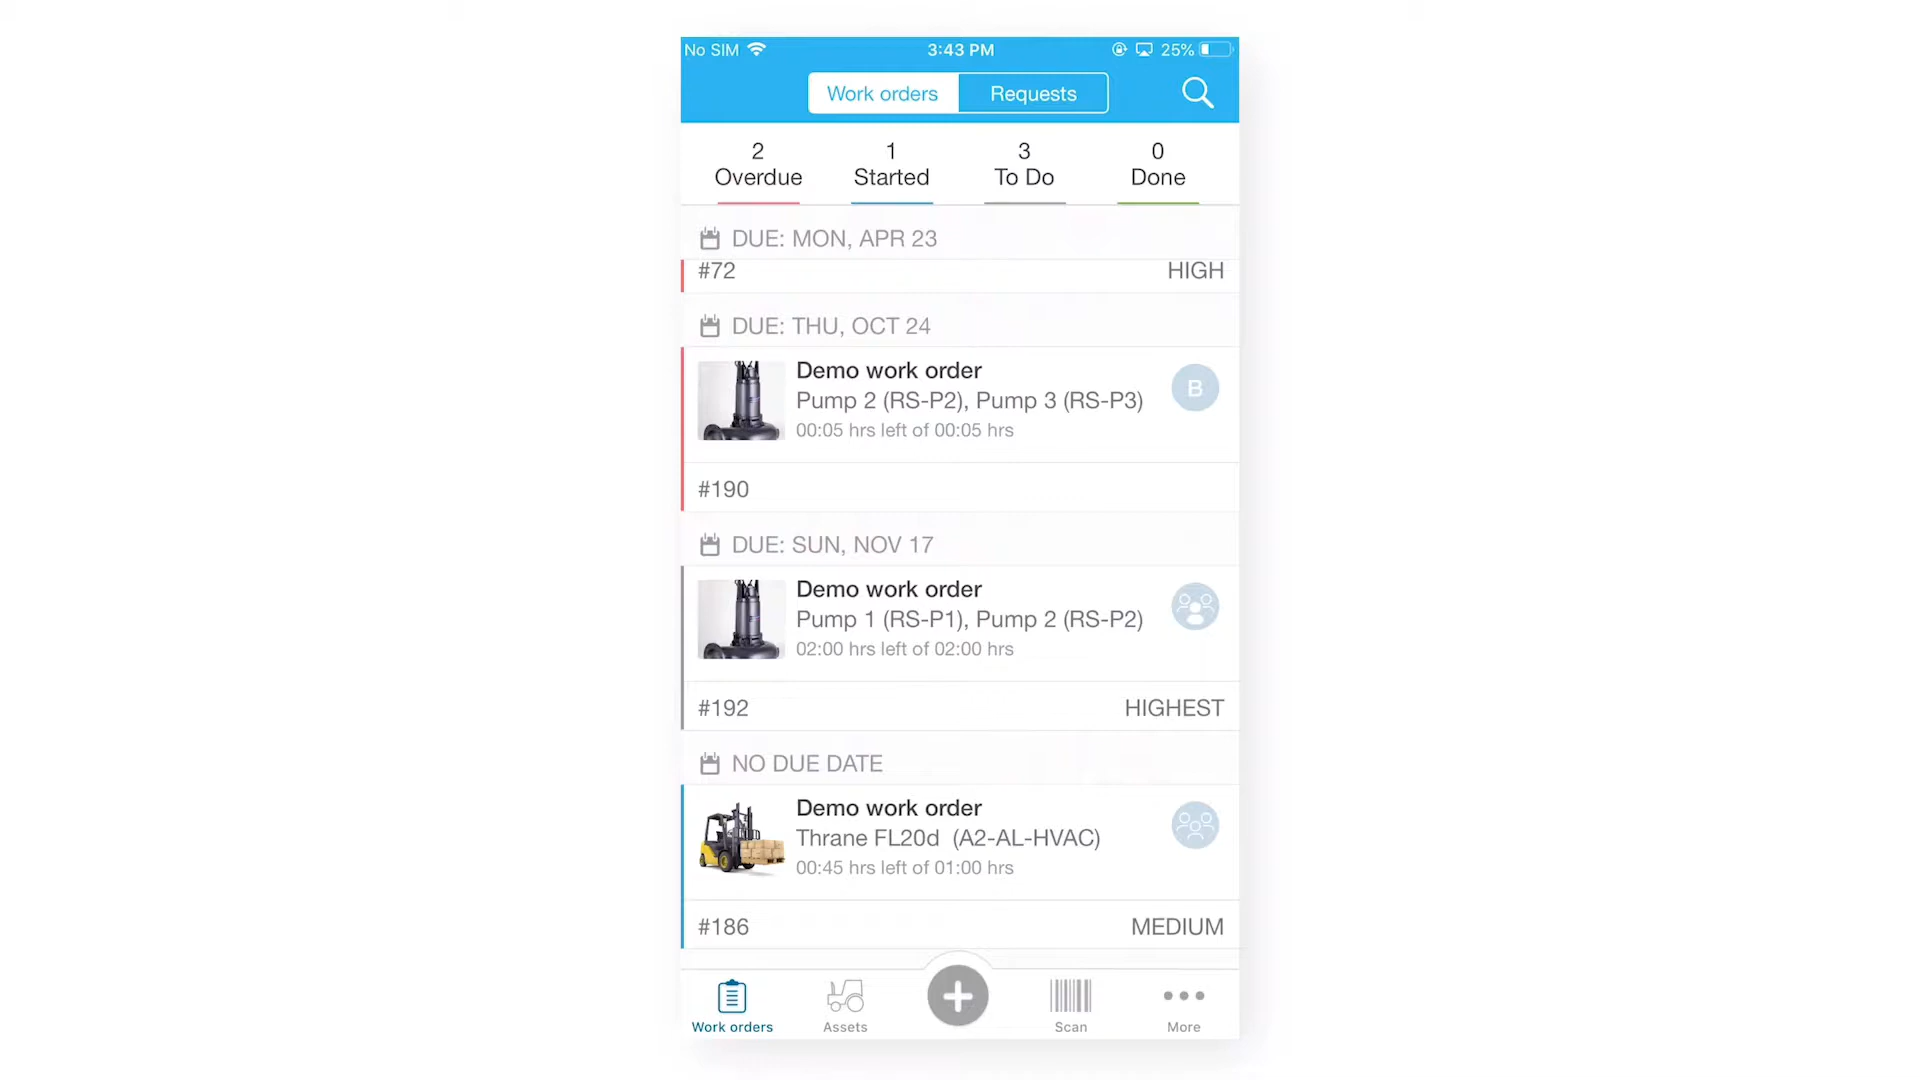 No SIM 3:43 PM 25%
Work orders Requests
2 1 3 0
Overdue Started To Do Done
DUE: MON, APR 23
#72 HIGH
DUE: THU, OCT 24
Demo work order
Pump 2 (RS-P2), Pump 3 (RS-P3)
B
00:05 hrs left of 00:05 hrs
#190
DUE: SUN, NOV 17
Demo work order
Pump 1 (RS-P1), Pump 2 (RS-P2)
02:00 hrs left of 02:00 hrs
#192 HIGHEST
NO DUE DATE
Demo work order
Thrane FL20d (A2-AL-HVAC)
00:45 hrs left of 01:00 hrs
#186 MEDIUM
Work orders Assets Scan More